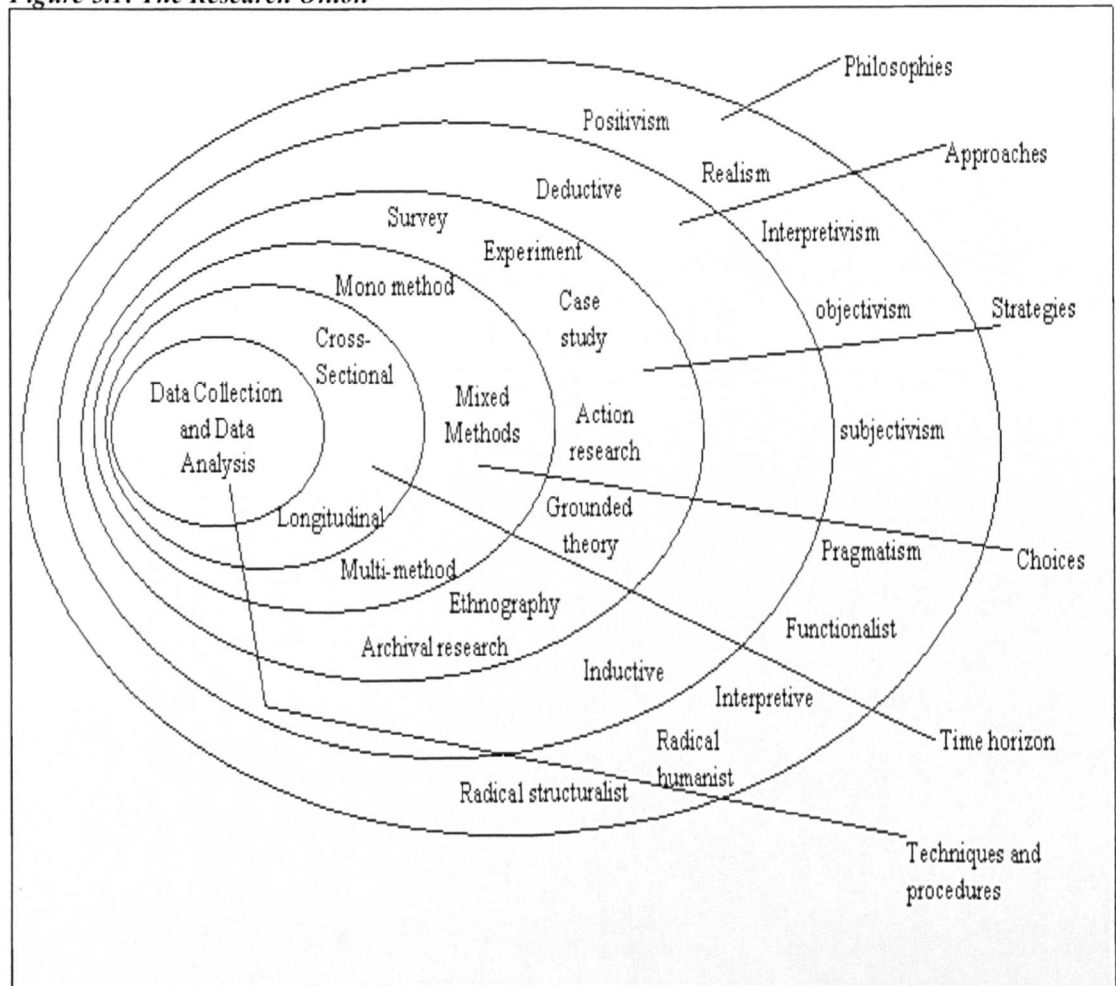 Figure 3.1: The Research Onion
Philosophies
Positivism
Approaches
Realism
Deductive
Survey
Interpretivism
Experiment
Mono method
Case
study
objectivism
Strategies
Cross-
Sectional
Data Collection
and Data
Analysis
Mixed
Methods
Action
research
subjectivism
Longitudinal
Grounded
theory
Pragmatism
Choices
Multi-method
Ethnography
Functionalist
Archival research
Inductive
Interpretive
Radical
humanist
Time horizon
Radical structuralist
Techniques and
procedures